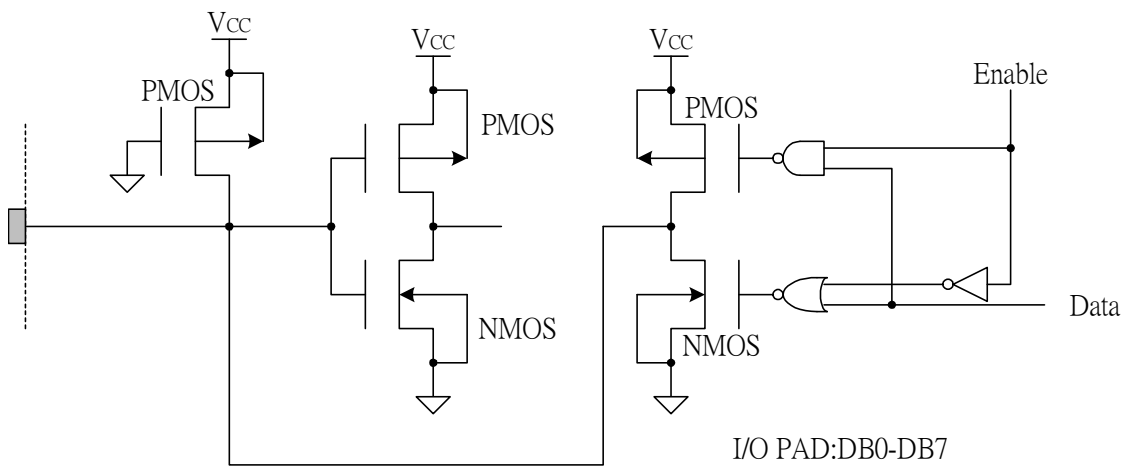 VCC
VCC
VCC
Enable
PMOS
PMOS
PMOS
NMOS
NMOS
Data
I/O PAD:DB0-DB7